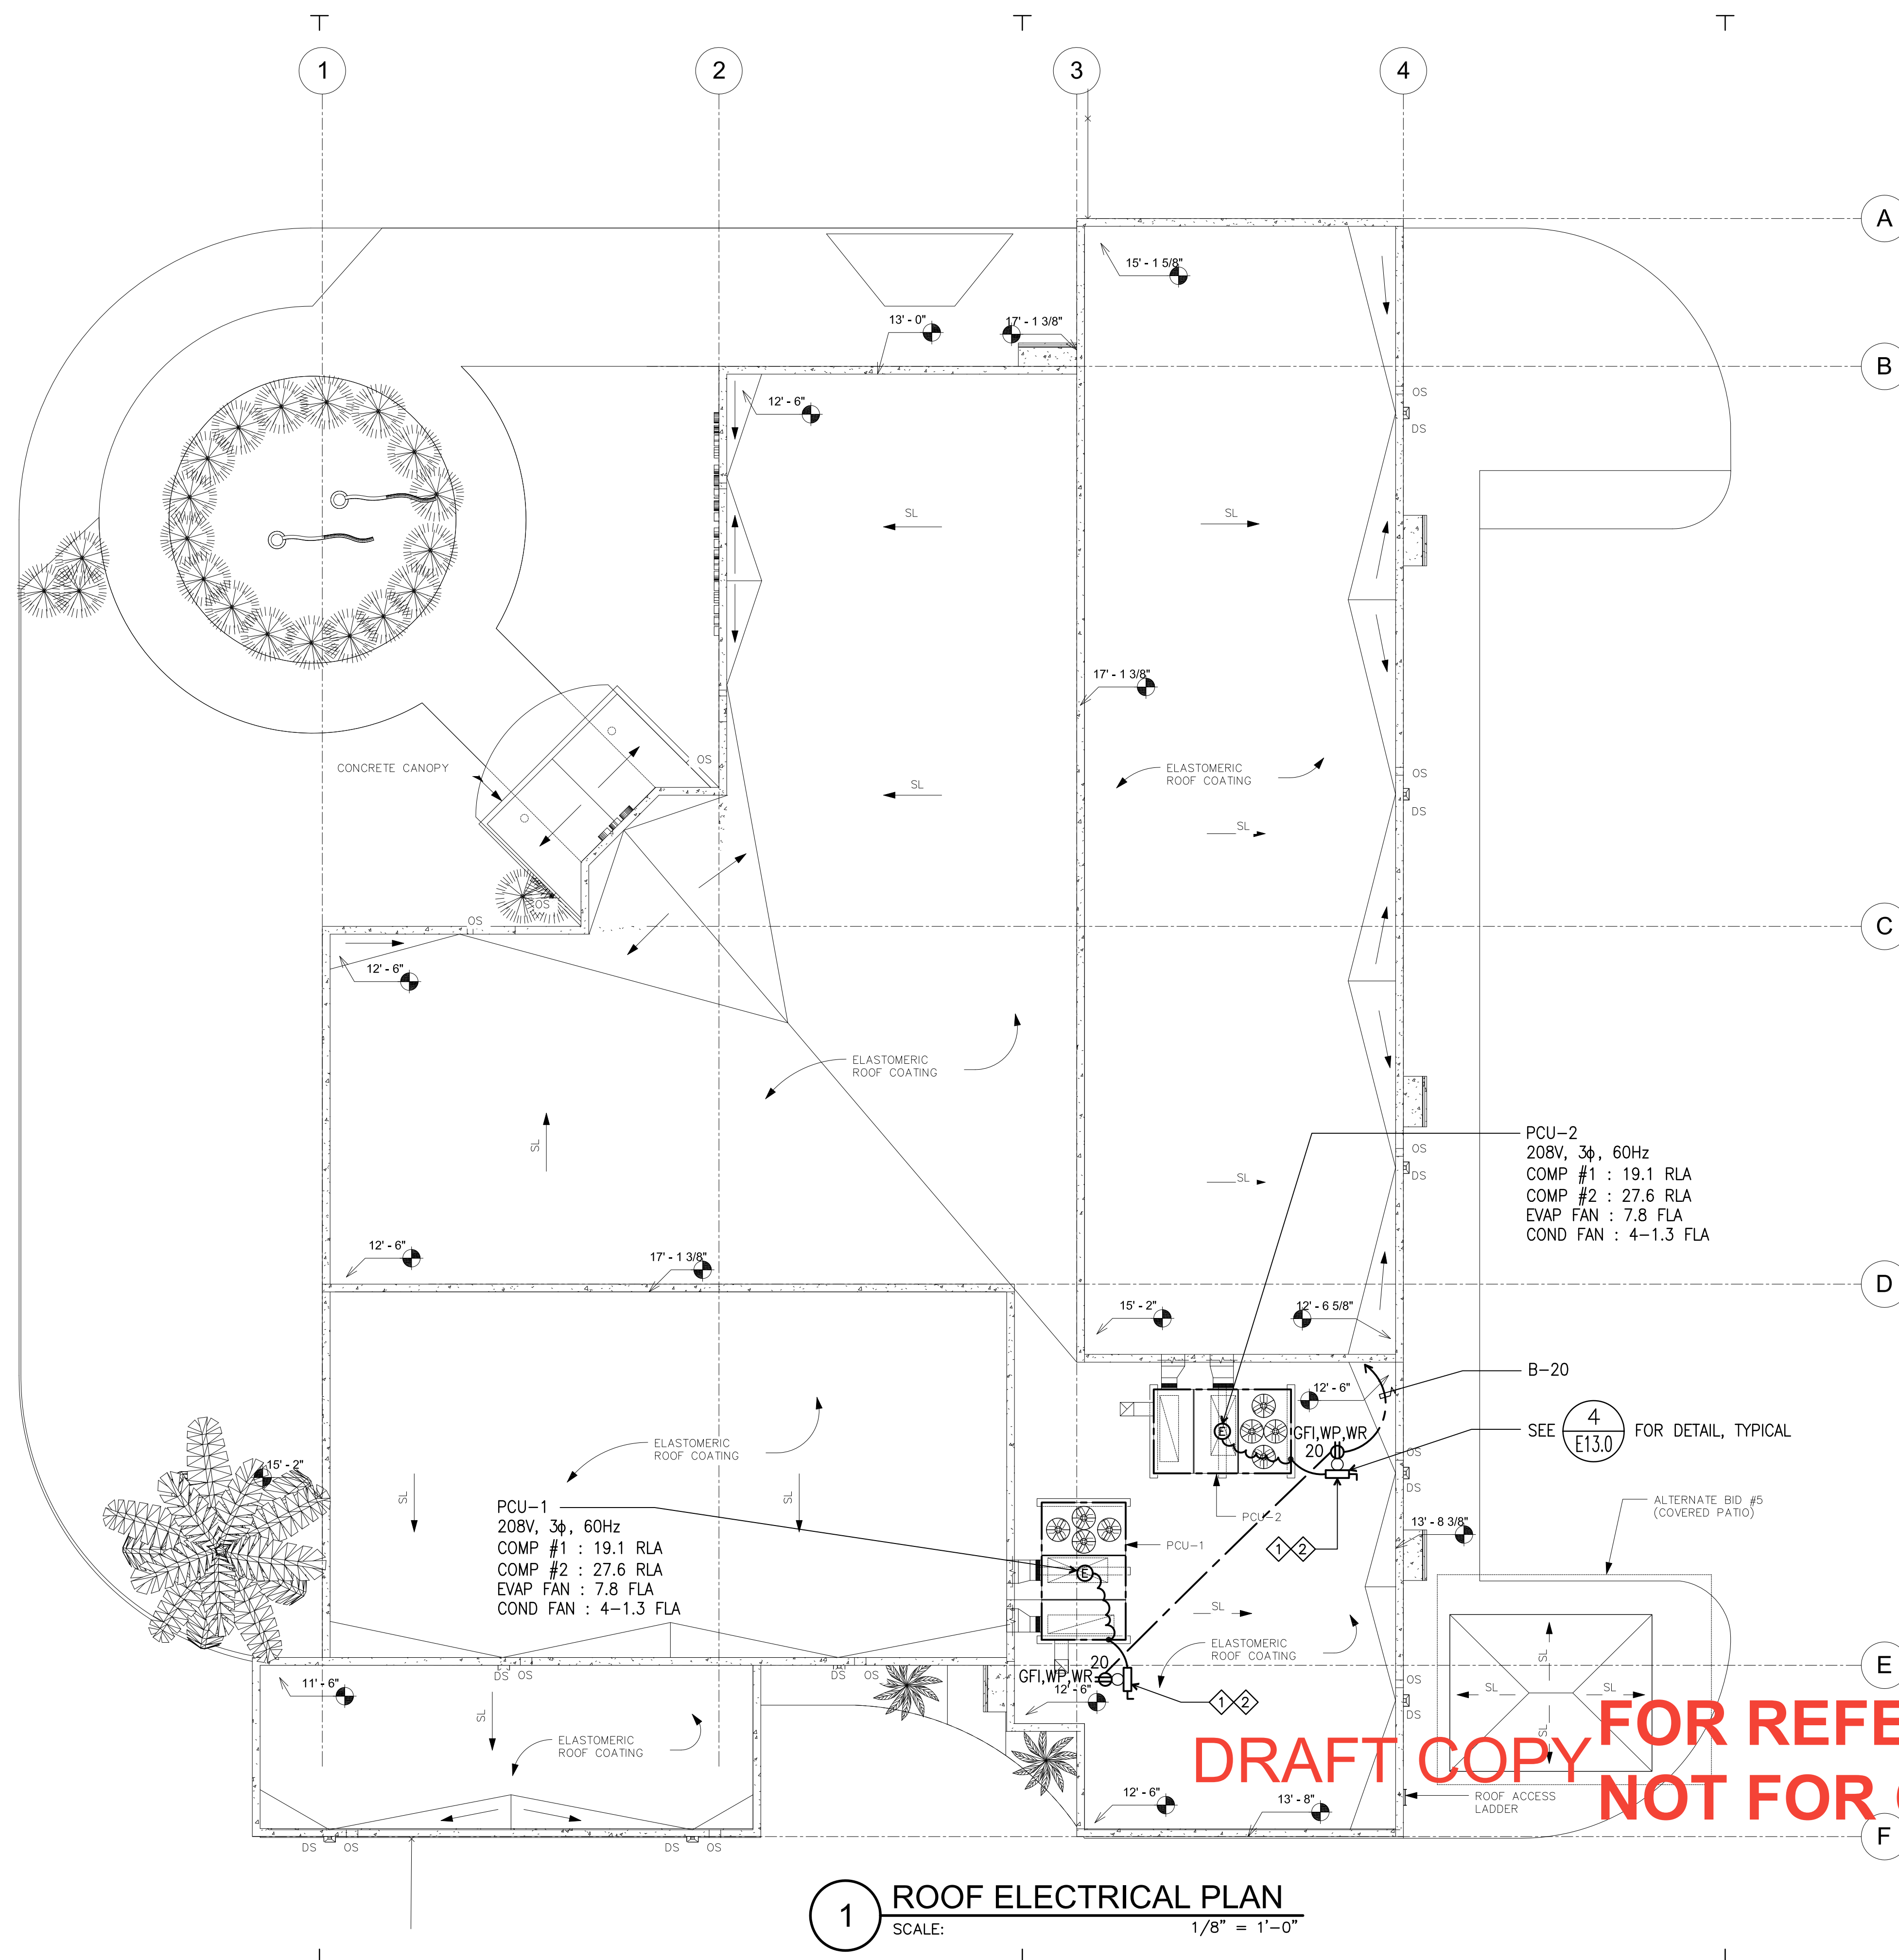 1
2
3
4
A
15' - 1 5/8"
13' - 0"
17' - 1 3/8"
B
12' - 6"
OS
DS
SL
SL
17' - 1 3/8"
CONCRETE CANOPY
OS
ELASTOMERIC
ROOF COATING
OS
DS
SL
SL
OS
OS
C
12' - 6"
ELASTOMERIC
ROOF COATING
SL
SL
OS
DS
PCU-2
208V, 3ϕ, 60Hz
COMP #1 : 19.1 RLA
COMP #2 : 27.6 RLA
EVAP FAN : 7.8 FLA
COND FAN : 4-1.3 FLA
12' - 6"
17' - 1 3/8"
D
15' - 2"
12' - 6 5/8"
B-20
12' - 6"
SEE
4
E13.0
FOR DETAIL, TYPICAL
GFI,WP,WR
20
E
OS
DS
ELASTOMERIC
ROOF COATING
15' - 2"
SL
SL
PCU-1
208V, 3ϕ, 60Hz
COMP #1 : 19.1 RLA
COMP #2 : 27.6 RLA
EVAP FAN : 7.8 FLA
COND FAN : 4-1.3 FLA
PCU-2
PCU-1
1
2
13' - 8 3/8"
ALTERNATE BID #5
(COVERED PATIO)
E
SL
ELASTOMERIC
ROOF COATING
20
GFI,WP,WR
12' - 6"
1
2
DS
OS
DS
OS
OS
DS
SL
SL
SL
SL
E
11' - 6"
SL
ELASTOMERIC
ROOF COATING
DRAFT COPY
FOR REFE
NOT FOR
12' - 6"
13' - 8"
ROOF ACCESS
LADDER
F
DS
OS
DS
OS
1
ROOF ELECTRICAL PLAN
SCALE:
1/8" = 1'-0"